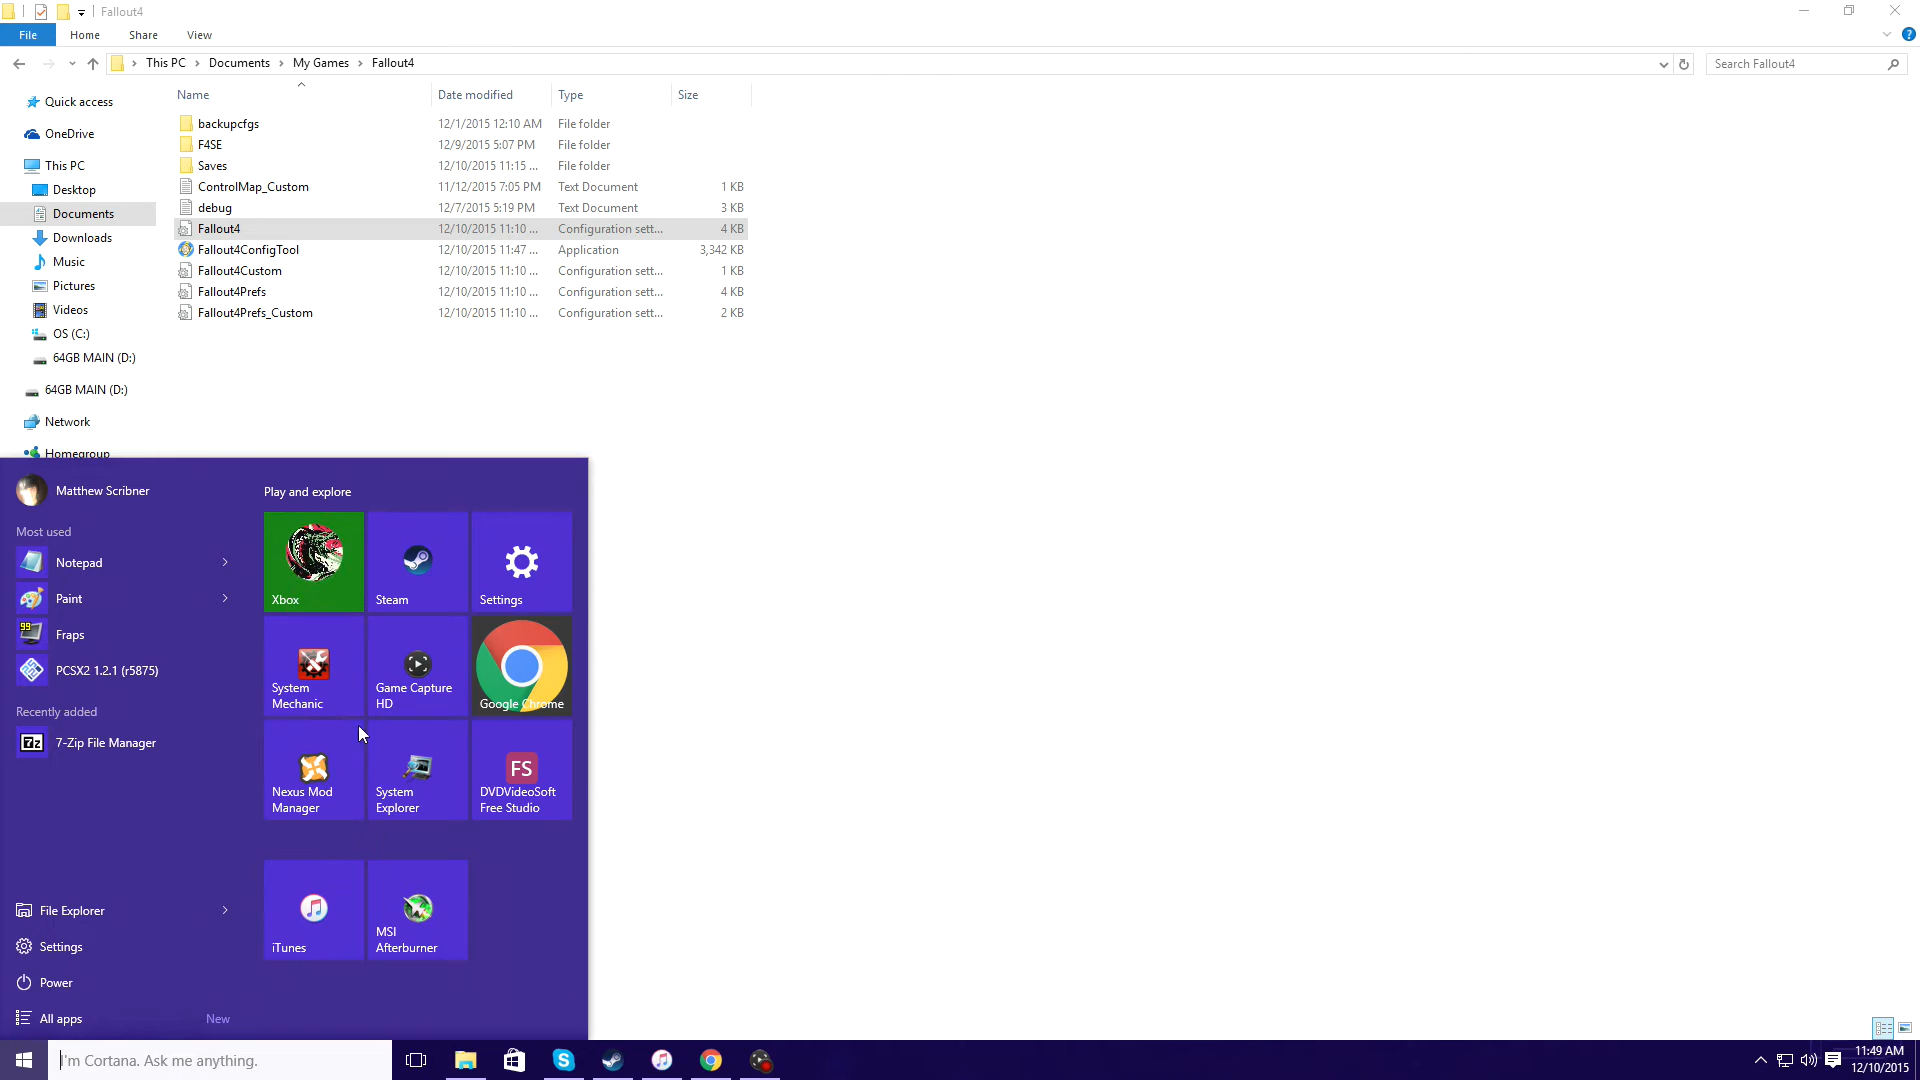 Fallout4
File Home Share View
This PC Documents My Games Fallout4
Search Fallout4
Name Date modified Type Size
Quick access
OneDrive
This PC
Desktop
Documents
Downloads
Music
Pictures
Videos
OS (C:)
64GB MAIN (D:)
64GB MAIN (D:)
Network
Homegroup
backupcfgs 12/1/2015 12:10 AM File folder
F4SE 12/9/2015 5:07 PM File folder
Saves 12/10/2015 11:15 ... File folder
ControlMap_Custom 11/12/2015 7:05 PM Text Document 1 KB
debug 12/7/2015 5:19 PM Text Document 3 KB
Fallout4 12/10/2015 11:10 ... Configuration sett... 4 KB
Fallout4ConfigTool 12/10/2015 11:47 ... Application 3,342 KB
Fallout4Custom 12/10/2015 11:10 ... Configuration sett... 1 KB
Fallout4Prefs 12/10/2015 11:10 ... Configuration sett... 4 KB
Fallout4Prefs_Custom 12/10/2015 11:10 ... Configuration sett... 2 KB
Matthew Scribner
Most used
Notepad
Paint
99
Fraps
PCSX2 1.2.1 (r5875)
Recently added
7z
7-Zip File Manager
File Explorer
Settings
Power
All apps New
Play and explore
Xbox
Steam
Settings
System
Mechanic
Game Capture
HD
Google Chrome
Nexus Mod
Manager
System
Explorer
FS
DVDVideoSoft
Free Studio
iTunes
MSI
Afterburner
I'm Cortana. Ask me anything.
11:49 AM
12/10/2015